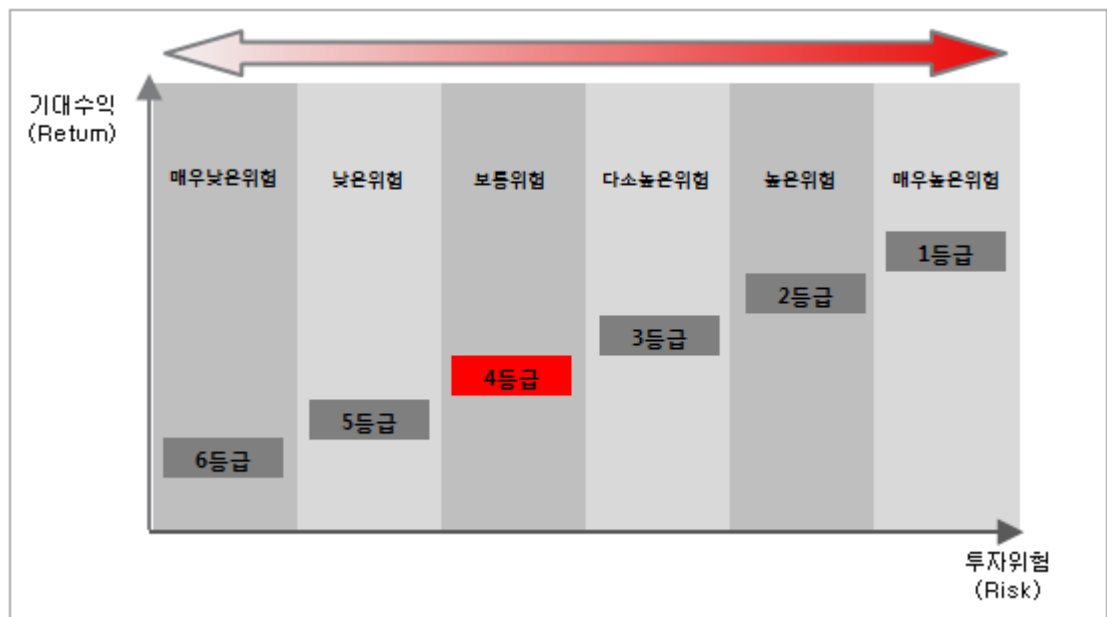 기대수익
(Return)
매우낮은위험 낮은위험 보통위험 다소높은위험 높은위험 매우높은위험
1등급
2등급
3등급
4등급
5등급
6등급
투자위험
(Risk)